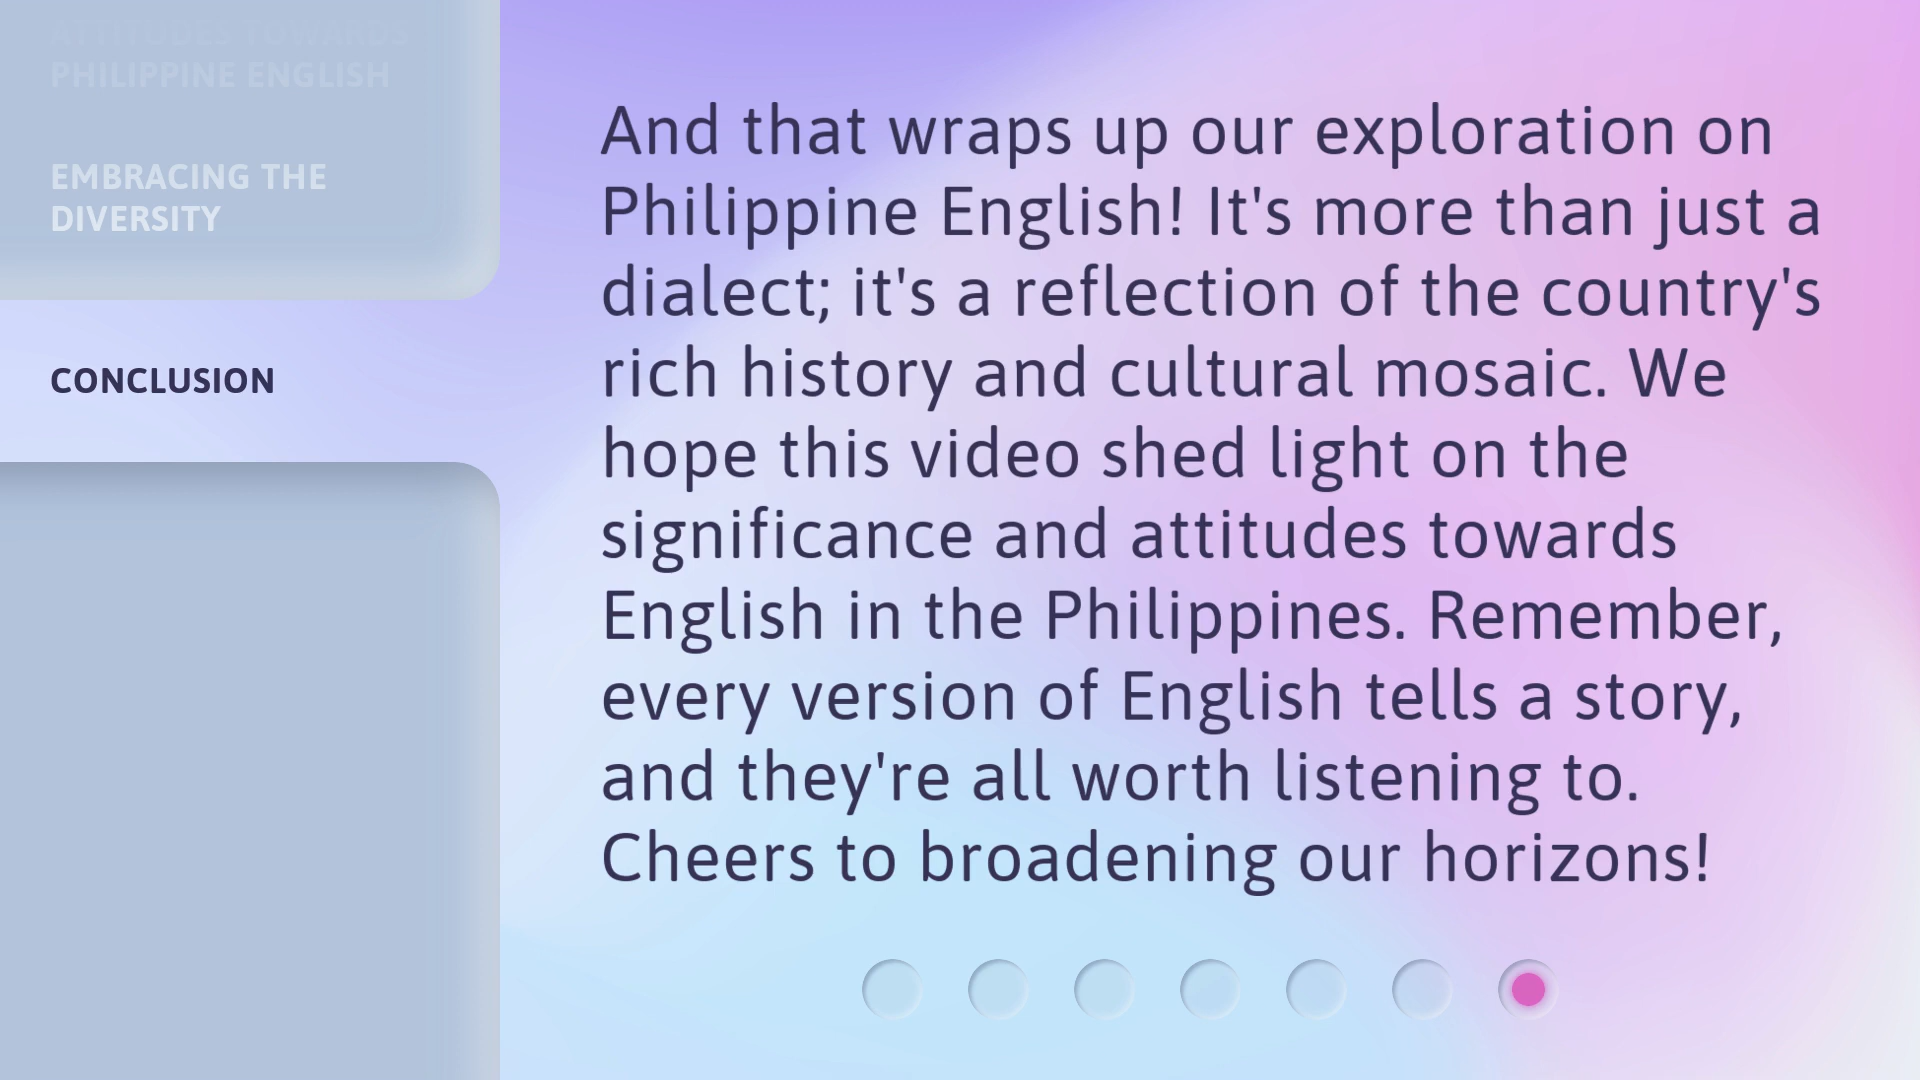 ATTITUDES TOWARDS
PHILIPPINE ENGLISH
EMBRACING THE
DIVERSITY
CONCLUSION
And that wraps up our exploration on
Philippine English! It's more than just a
dialect; it's a reflection of the country's
rich history and cultural mosaic. We
hope this video shed light on the
significance and attitudes towards
English in the Philippines. Remember,
every version of English tells a story,
and they're all worth listening to.
Cheers to broadening our horizons!